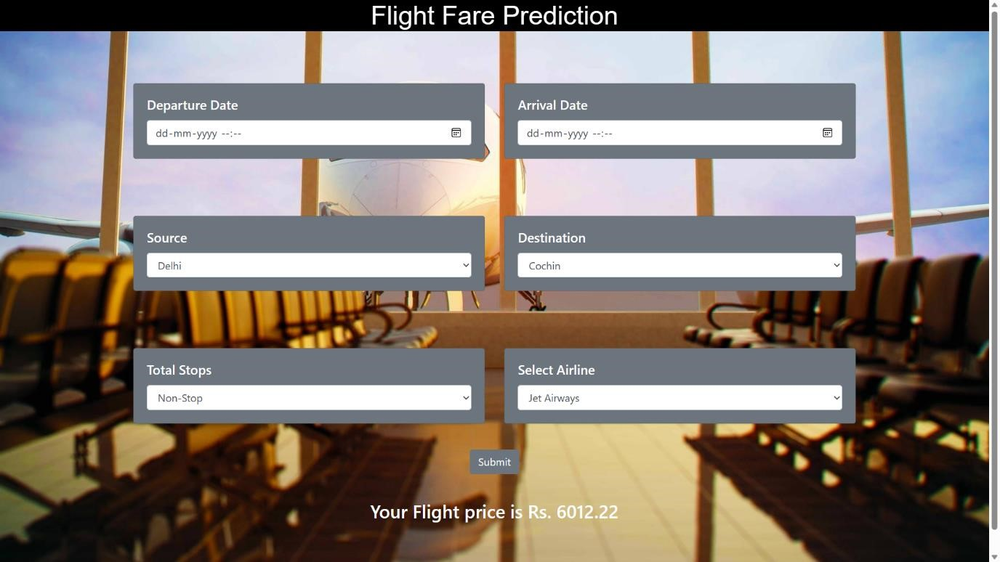 Flight Fare Prediction
Departure Date
Arrival Date
dd-mm-yyyy --:--
dd-mm-yyyy --:--
Source
Destination
Delhi
Cochin
Total Stops
Select Airline
Non-Stop
Jet Airways
Submit
Your Flight price is Rs. 6012.22